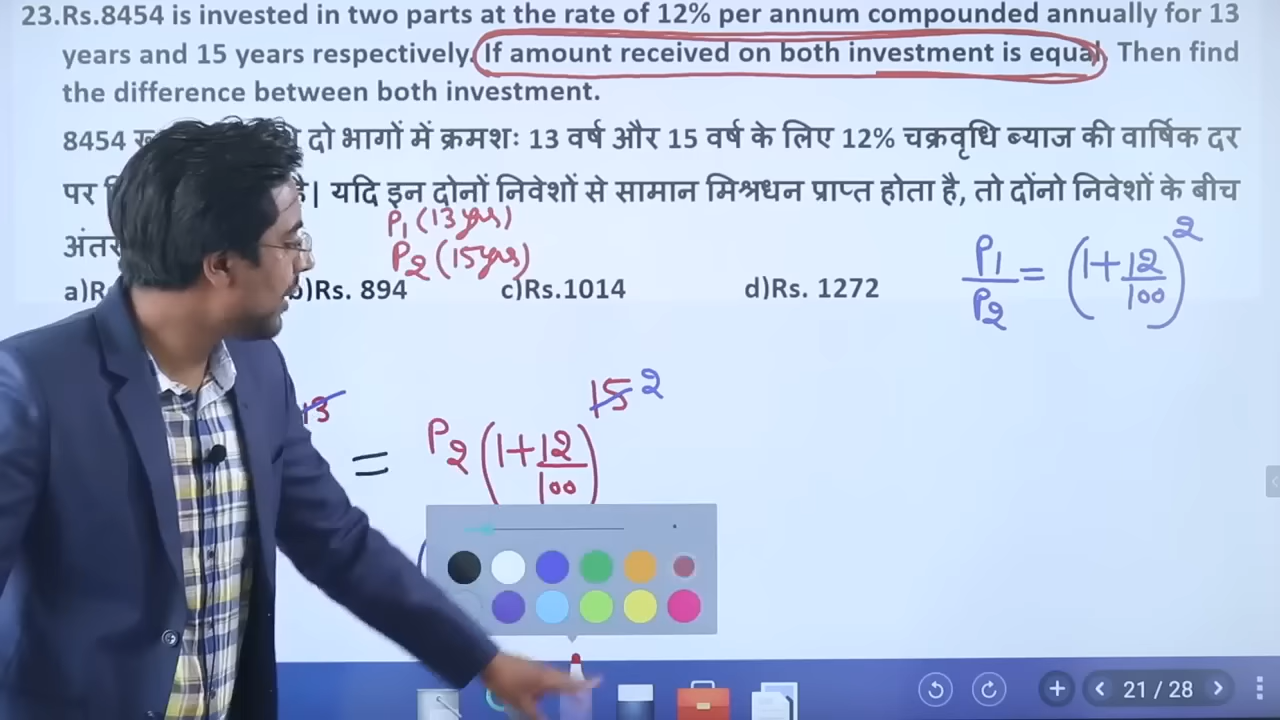 23.Rs.8454 is invested in two parts at the rate of 12% per annum compounded annually for 13
years and 15 years respectively. If amount received on both investment is equal Then find
the difference between both investment.
8454 दो भागों में क्रमशः 13 वर्ष और 15 वर्ष के लिए 12% चक्रवृधि ब्याज की वार्षिक दर
पर है| यदि इन दोनों निवेशों से सामान मिश्रधन प्राप्त होता है, तो दोंनो निवेशों के बीच
P1 (13 yrs)
अंतर
P2 (15 yrs)
a)R b)Rs. 894 c)Rs.1014 d)Rs. 1272
P1/P2 = (1+12/100)^2
13 = P2 (1+12/100)^15 2
21 / 28